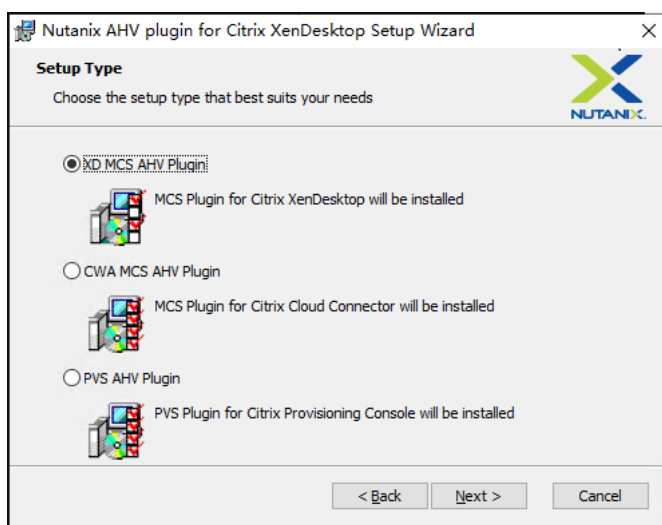 Nutanix AHV plugin for Citrix XenDesktop Setup Wizard
Setup Type
Choose the setup type that best suits your needs
NUTANIX.
XD MCS AHV Plugin
MCS Plugin for Citrix XenDesktop will be installed
CWA MCS AHV Plugin
MCS Plugin for Citrix Cloud Connector will be installed
PVS AHV Plugin
PVS Plugin for Citrix Provisioning Console will be installed
< Back Next > Cancel